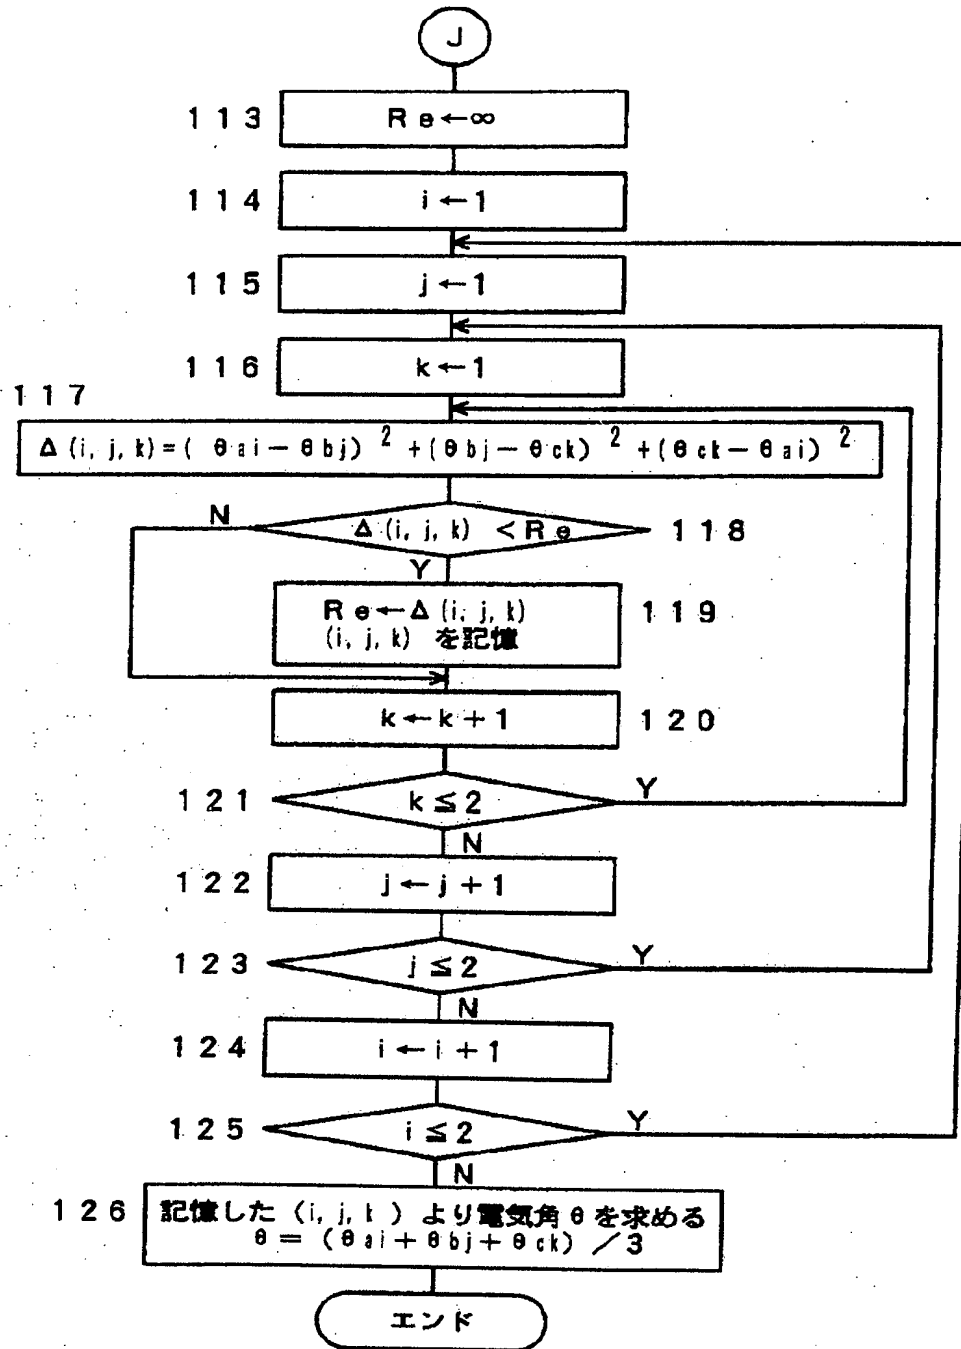 J
113
Re←∞
114
i←1
115
j←1
116
k←1
117
Δ(i, j, k)=(θai−θbj)² +(θbj−θck)² +(θck−θai)²
N
Δ(i, j, k) <Re
118
Y
Re←Δ(i, j, k)
119
(i, j, k) を記憶
k←k+1
120
121
k≦2
Y
N
122
j←j+1
123
j≦2
Y
N
124
i←i+1
125
i≦2
Y
N
126
記憶した (i, j, k) より電気角θを求める
θ= (θai+θbj+θck) ／3
エンド